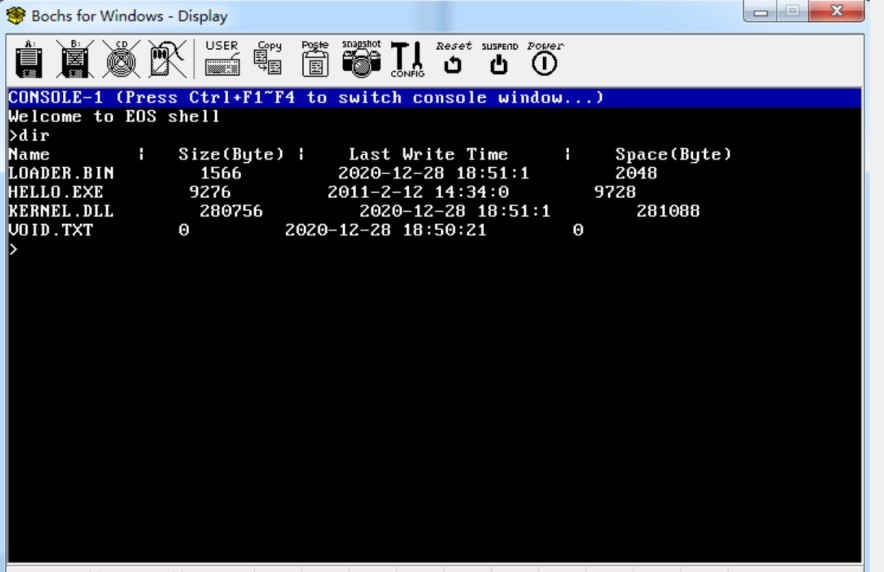 Bochs for Windows - Display
A: B: CD USER Copy Paste snapshot CONFIG Reset SUSPEND Power
CONSOLE-1 (Press Ctrl+F1~F4 to switch console window...)
Welcome to EOS shell
>dir
Name | Size(Byte) | Last Write Time | Space(Byte)
LOADER.BIN 1566 2020-12-28 18:51:1 2048
HELLO.EXE 9276 2011-2-12 14:34:0 9728
KERNEL.DLL 280756 2020-12-28 18:51:1 281088
VOID.TXT 0 2020-12-28 18:50:21 0
>